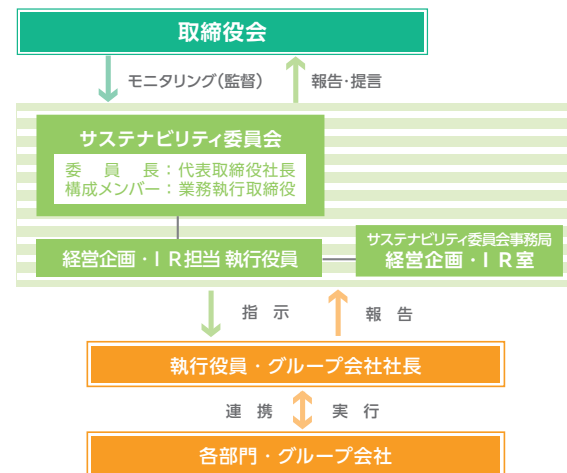 取締役会
モニタリング(監督)
報告・提言
サステナビリティ委員会
委 員 長：代表取締役社長
構成メンバー：業務執行取締役
経営企画・IR担当 執行役員
サステナビリティ委員会事務局
経営企画・IR室
指 示
報 告
執行役員・グループ会社社長
連 携
実 行
各部門・グループ会社